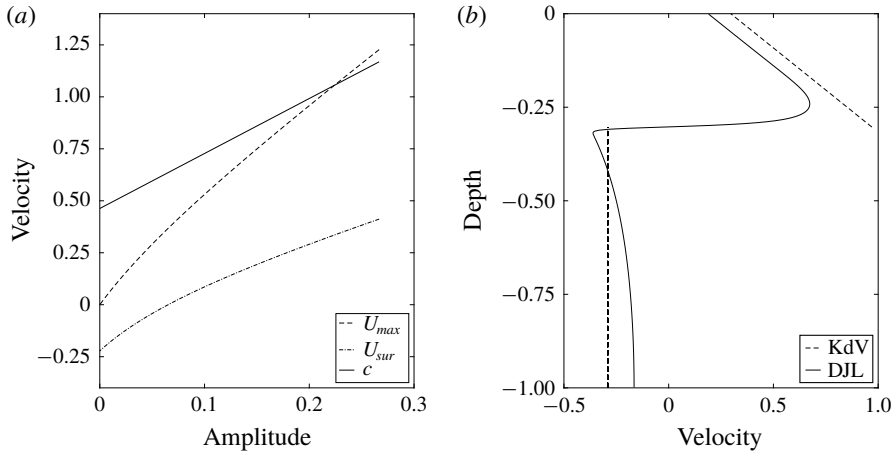 (a)
Velocity
1.25
1.00
0.75
0.50
0.25
0
−0.25
0
0.1
0.2
0.3
Amplitude
U_max
U_sur
c
(b)
Depth
0
−0.25
−0.50
−0.75
−1.00
−0.5
0
0.5
1.0
Velocity
KdV
DJL